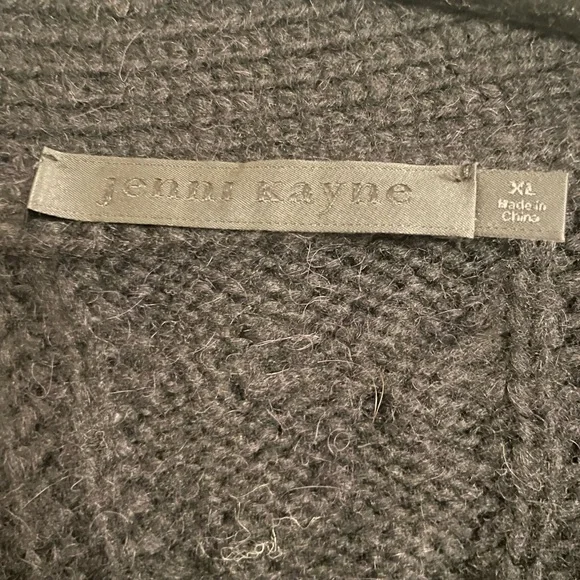 jenni kayne
XL
Made in
China